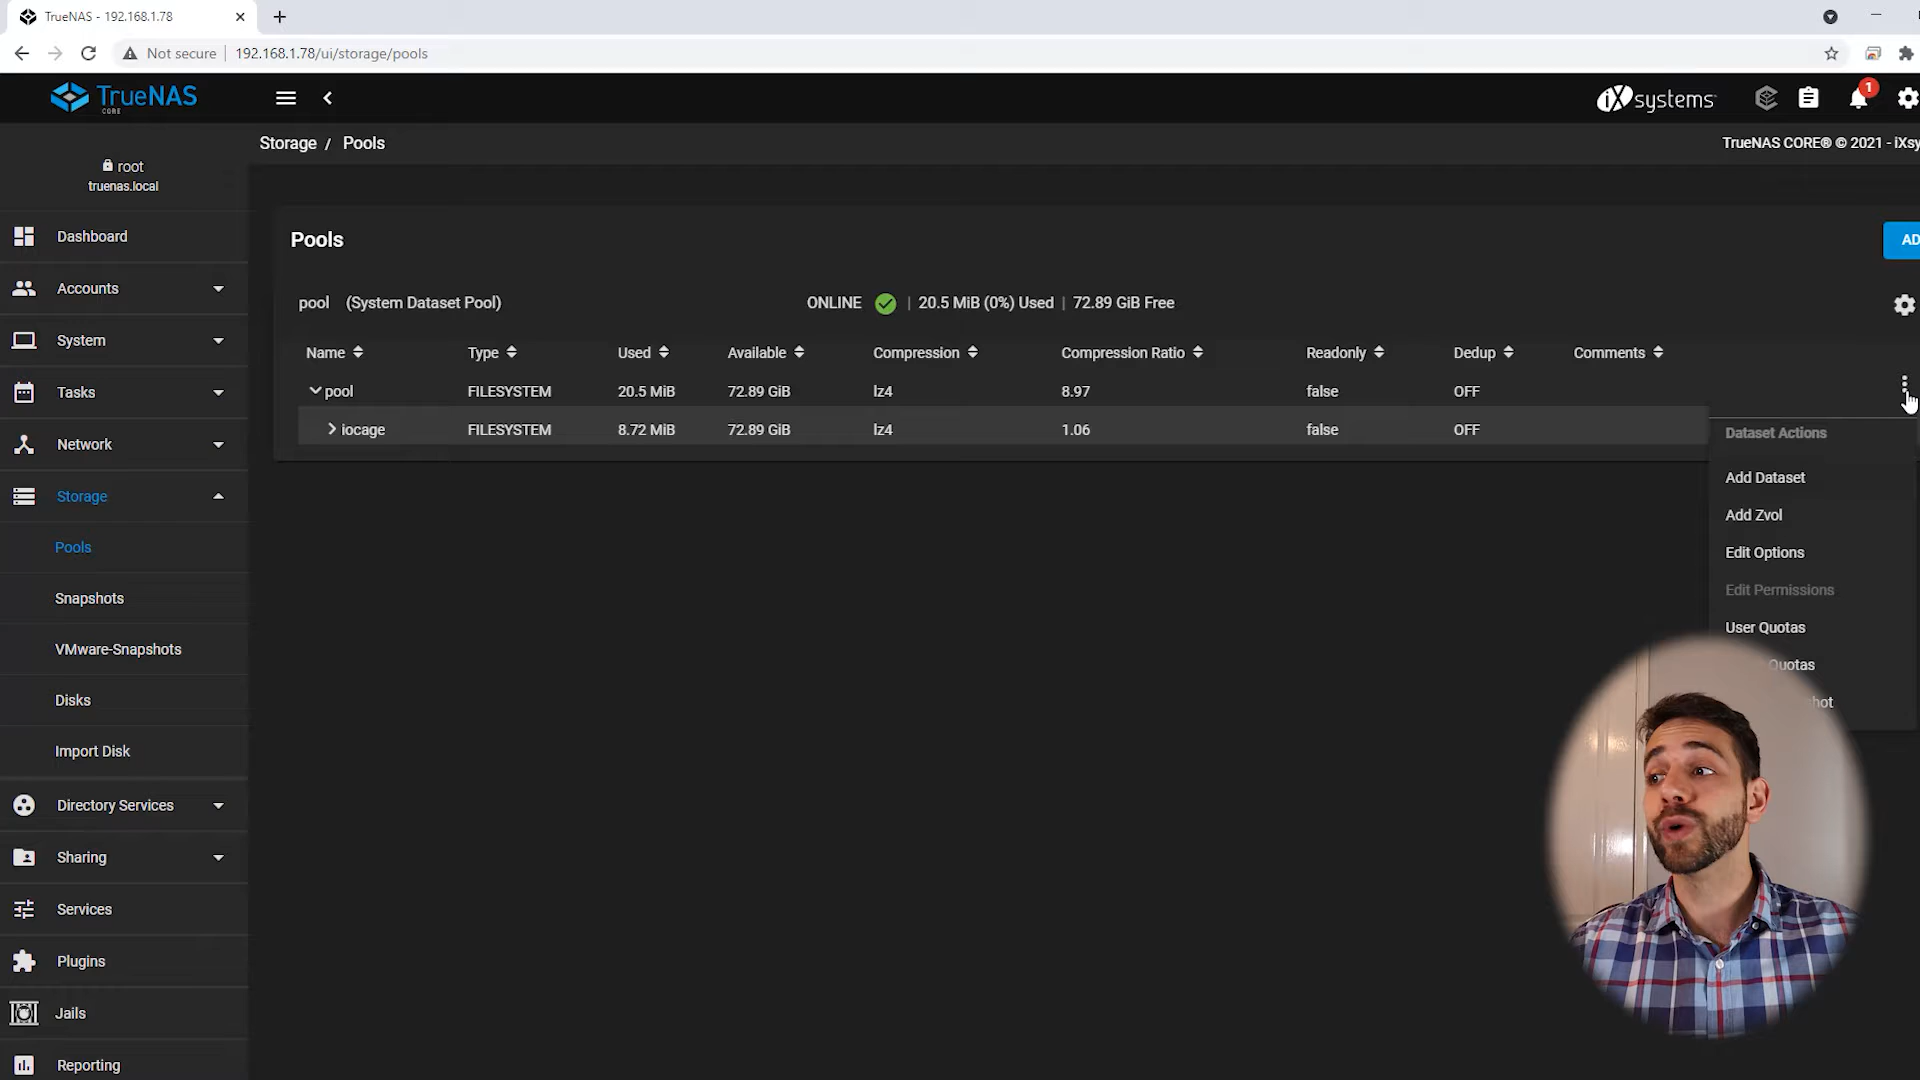 TrueNAS - 192.168.1.78
Not secure 192.168.1.78/ui/storage/pools
TrueNAS CORE
iXsystems
1
root
truenas.local
Storage / Pools
TrueNAS CORE® © 2021 - iXsy
Dashboard
Accounts
System
Tasks
Network
Storage
Pools
Snapshots
VMware-Snapshots
Disks
Import Disk
Directory Services
Sharing
Services
Plugins
Jails
Reporting
Pools
AD
pool (System Dataset Pool) ONLINE | 20.5 MiB (0%) Used | 72.89 GiB Free
Name Type Used Available Compression Compression Ratio Readonly Dedup Comments
pool FILESYSTEM 20.5 MiB 72.89 GiB lz4 8.97 false OFF
iocage FILESYSTEM 8.72 MiB 72.89 GiB lz4 1.06 false OFF
Dataset Actions
Add Dataset
Add Zvol
Edit Options
Edit Permissions
User Quotas
Quotas
hot